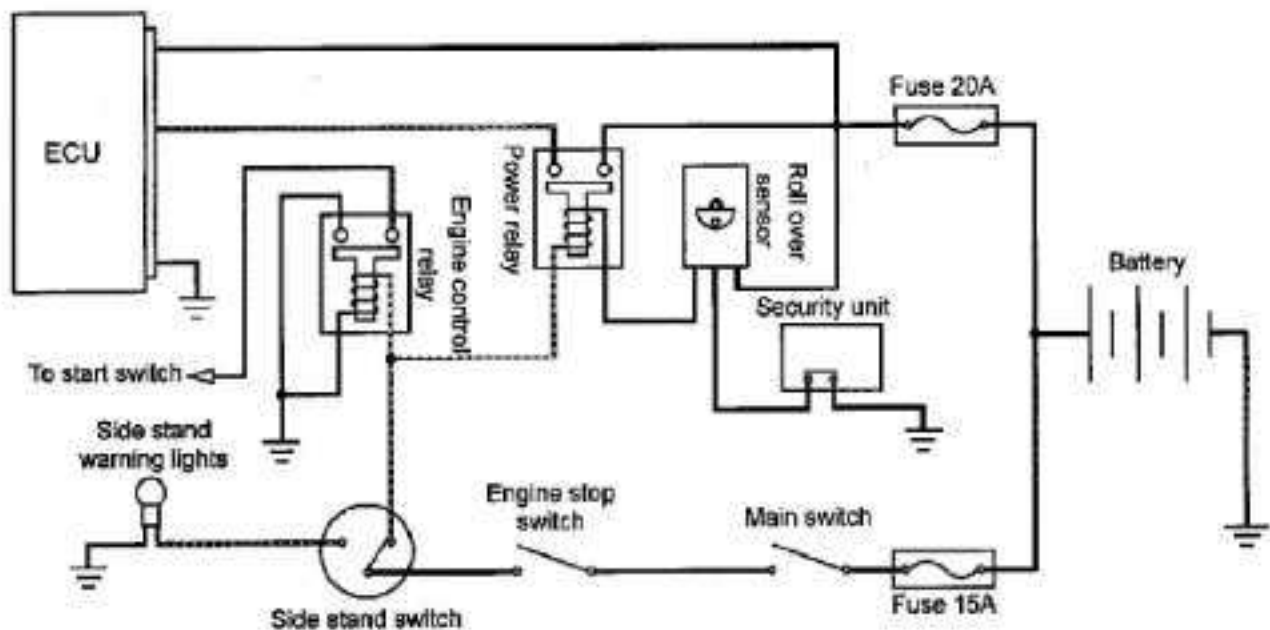 Fuse 20A
ECU
Power relay
Roll over
sensor
Engine control
relay
Battery
Security unit
To start switch
Side stand
warning lights
Engine stop
switch
Main switch
Side stand switch
Fuse 15A